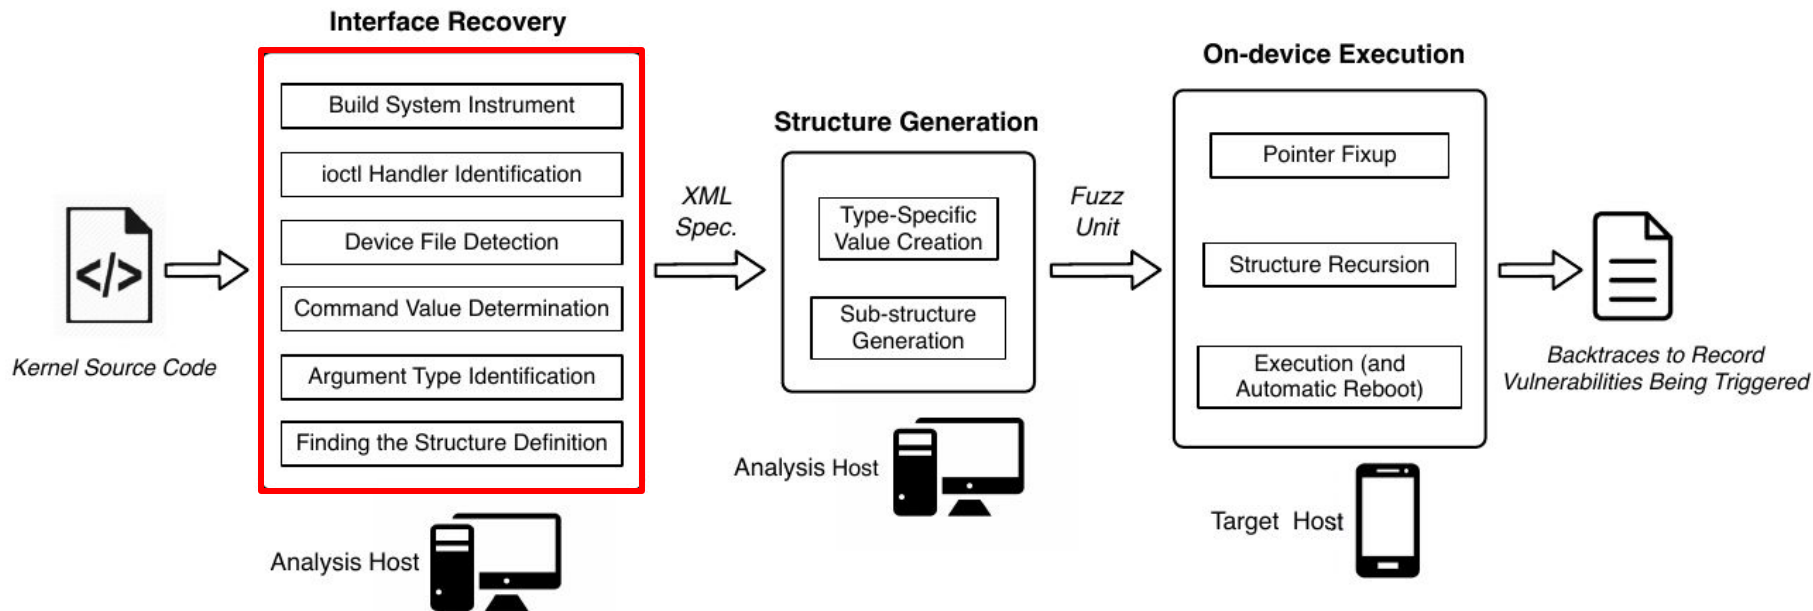 Interface Recovery
Build System Instrument
ioctl Handler Identification
Device File Detection
Command Value Determination
Argument Type Identification
Finding the Structure Definition
</>
Kernel Source Code
Analysis Host
XML
Spec.
Structure Generation
Type-Specific
Value Creation
Sub-structure
Generation
Analysis Host
Fuzz
Unit
On-device Execution
Pointer Fixup
Structure Recursion
Execution (and
Automatic Reboot)
Target Host
Backtraces to Record
Vulnerabilities Being Triggered